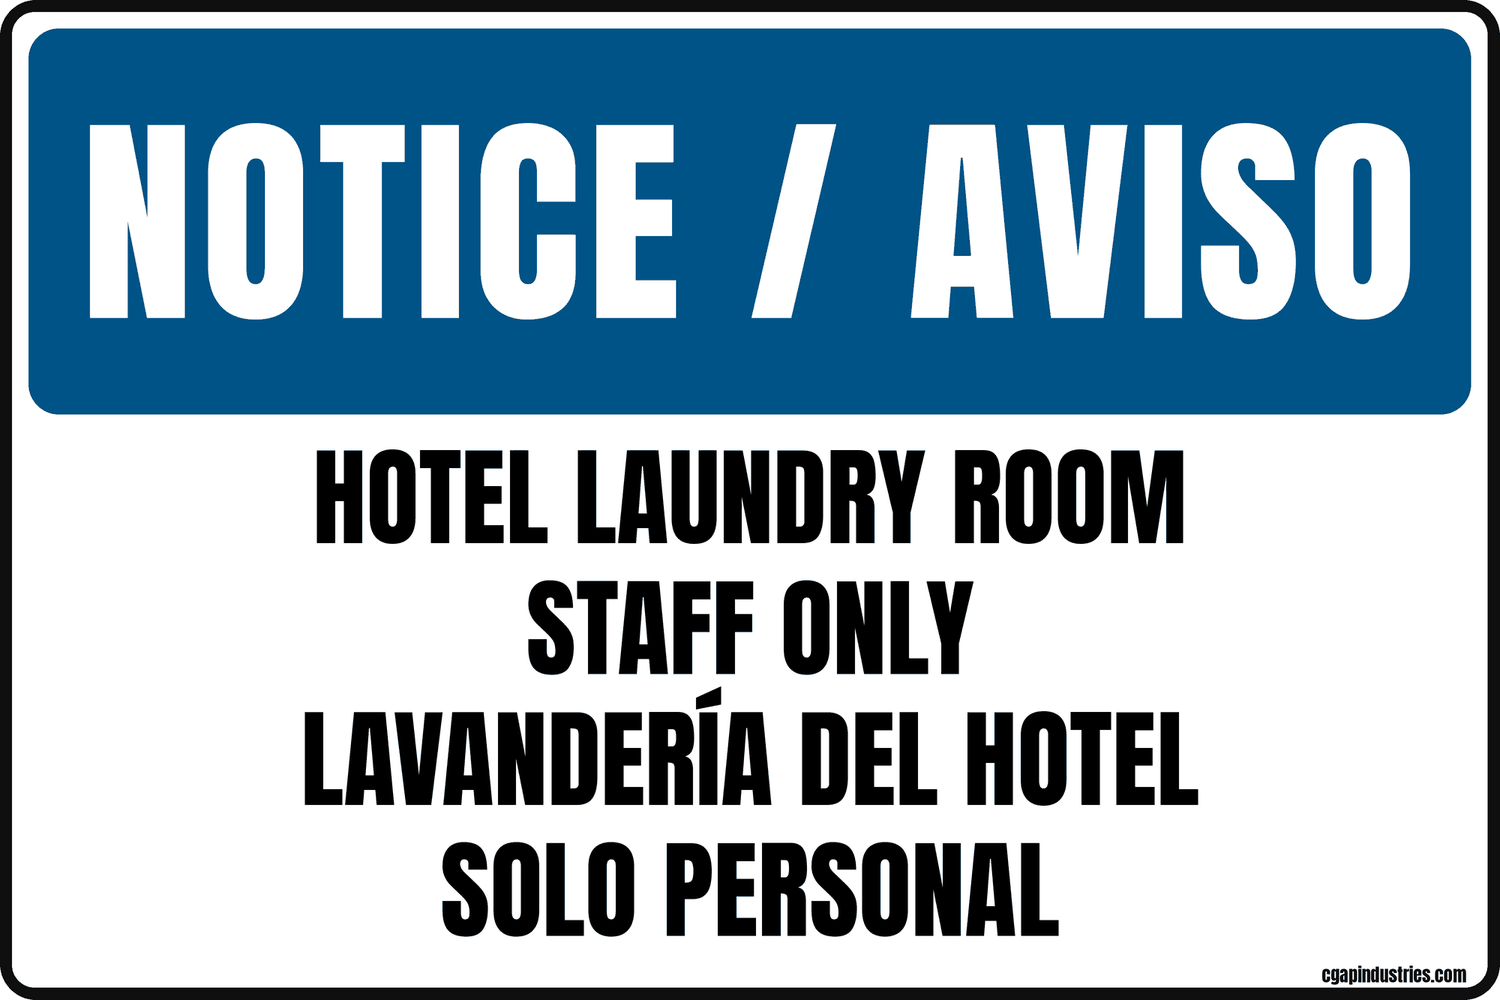 NOTICE / AVISO
HOTEL LAUNDRY ROOM
STAFF ONLY
LAVANDERÍA DEL HOTEL
SOLO PERSONAL
cgapindustries.com